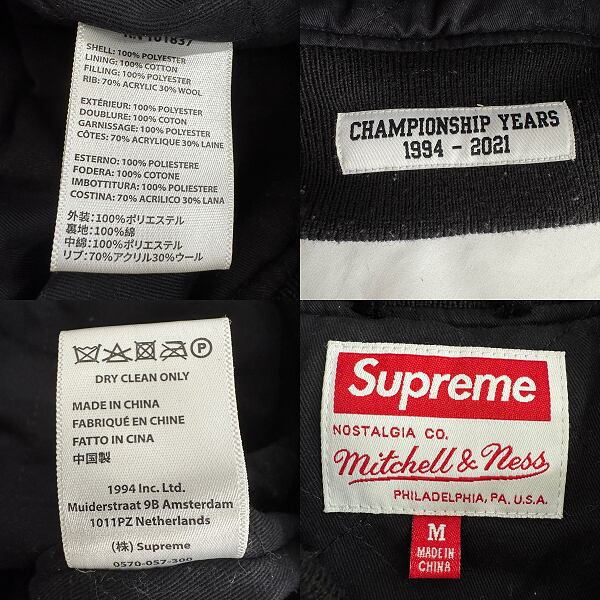 RN 101837
SHELL: 100% POLYESTER
LINING: 100% COTTON
FILLING: 100% POLYESTER
RIB: 70% ACRYLIC 30% WOOL
EXTÉRIEUR: 100% POLYESTER
DOUBLURE: 100% COTON
GARNISSAGE: 100% POLYESTER
CÔTES: 70% ACRYLIQUE 30% LAINE
ESTERNO: 100% POLIESTERE
FODERA: 100% COTONE
IMBOTTITURA: 100% POLIESTERE
COSTINA: 70% ACRILICO 30% LANA
外装：100%ポリエステル
裏地：100%綿
中綿：100%ポリエステル
リブ：70%アクリル30%ウール
CHAMPIONSHIP YEARS
1994 - 2021
P
DRY CLEAN ONLY
MADE IN CHINA
FABRIQUÉ EN CHINE
FATTO IN CINA
中国製
1994 Inc. Ltd.
Muiderstraat 9B Amsterdam
1011PZ Netherlands
(株) Supreme
0570-057-300
Supreme
NOSTALGIA CO.
Mitchell & Ness
PHILADELPHIA, PA. U.S.A.
M
MADE IN
CHINA